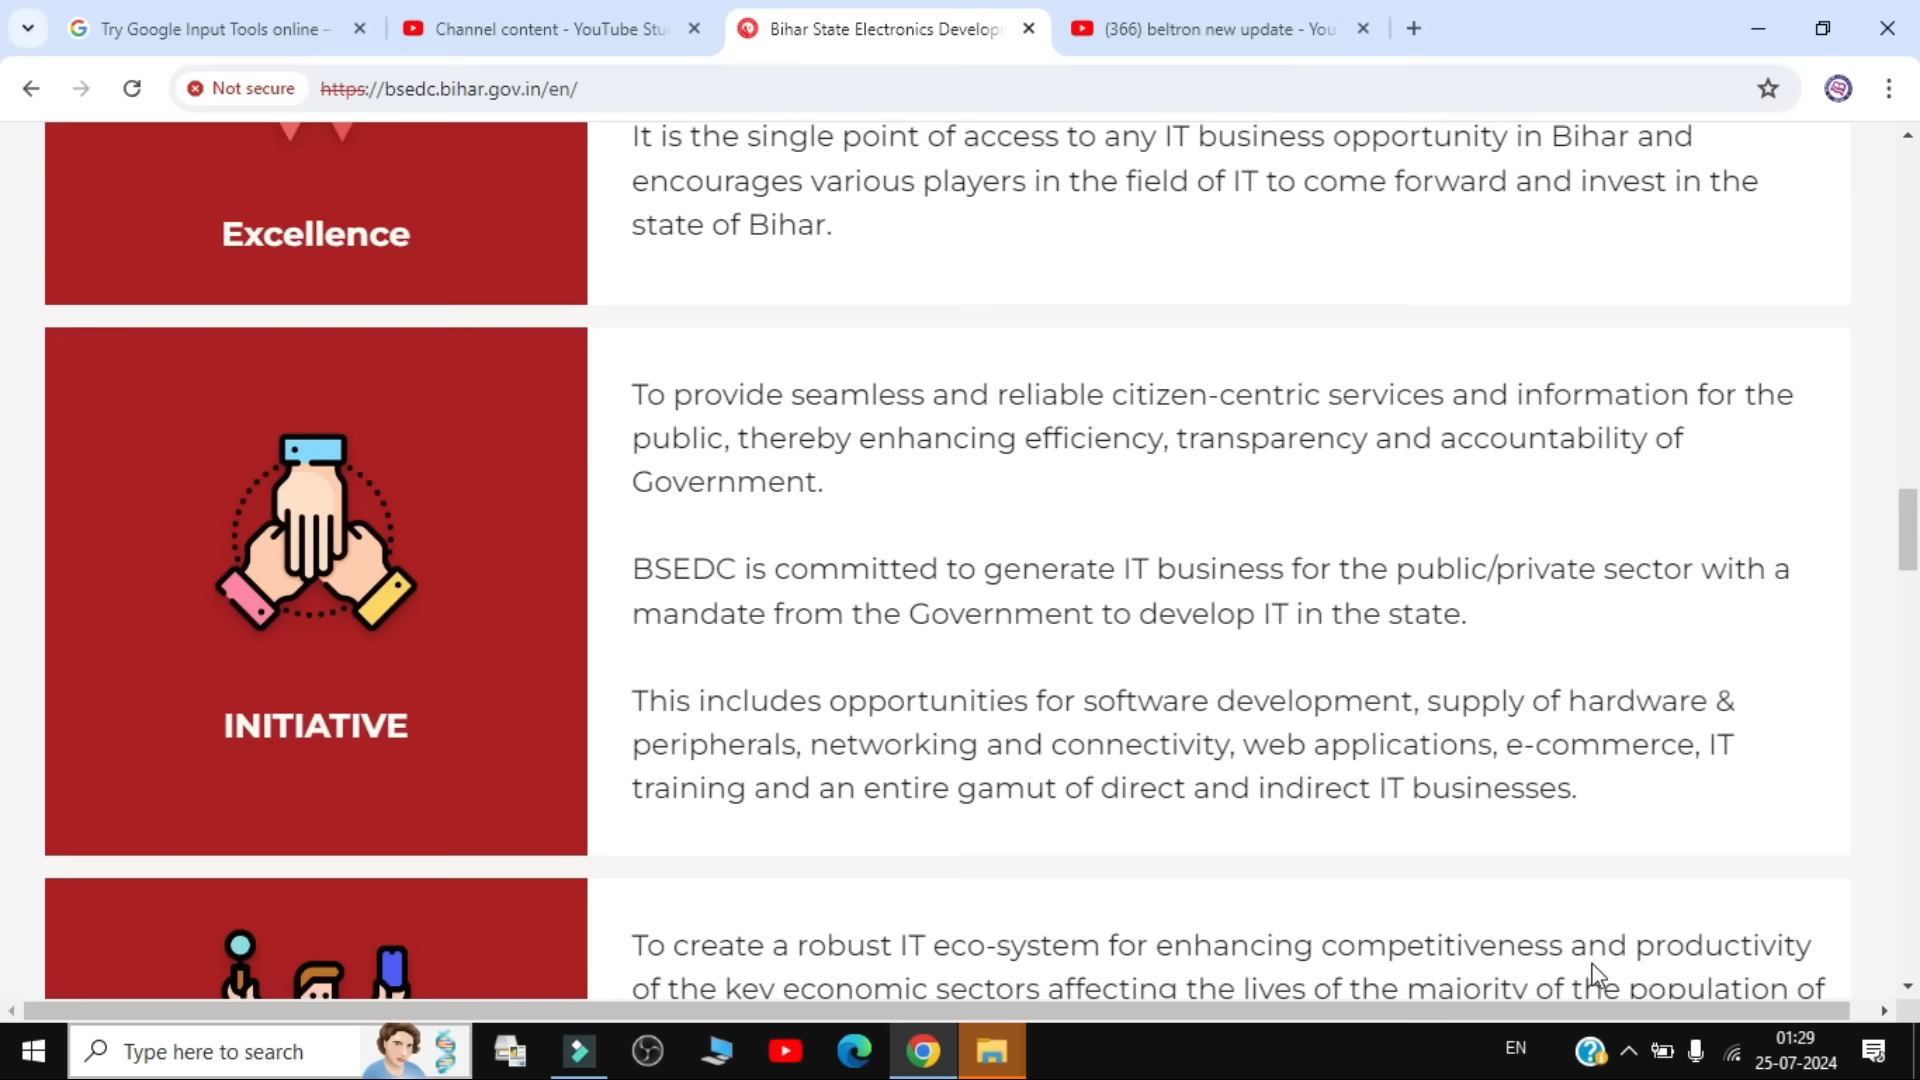 Try Google Input Tools online –
Channel content - YouTube Stu
Bihar State Electronics Develop
(366) beltron new update - You
Not secure
https://bsedc.bihar.gov.in/en/
It is the single point of access to any IT business opportunity in Bihar and
encourages various players in the field of IT to come forward and invest in the
state of Bihar.
Excellence
To provide seamless and reliable citizen-centric services and information for the
public, thereby enhancing efficiency, transparency and accountability of
Government.
BSEDC is committed to generate IT business for the public/private sector with a
mandate from the Government to develop IT in the state.
This includes opportunities for software development, supply of hardware &
peripherals, networking and connectivity, web applications, e-commerce, IT
training and an entire gamut of direct and indirect IT businesses.
INITIATIVE
To create a robust IT eco-system for enhancing competitiveness and productivity
of the key economic sectors affecting the lives of the majority of the population of
Type here to search
EN
01:29
25-07-2024